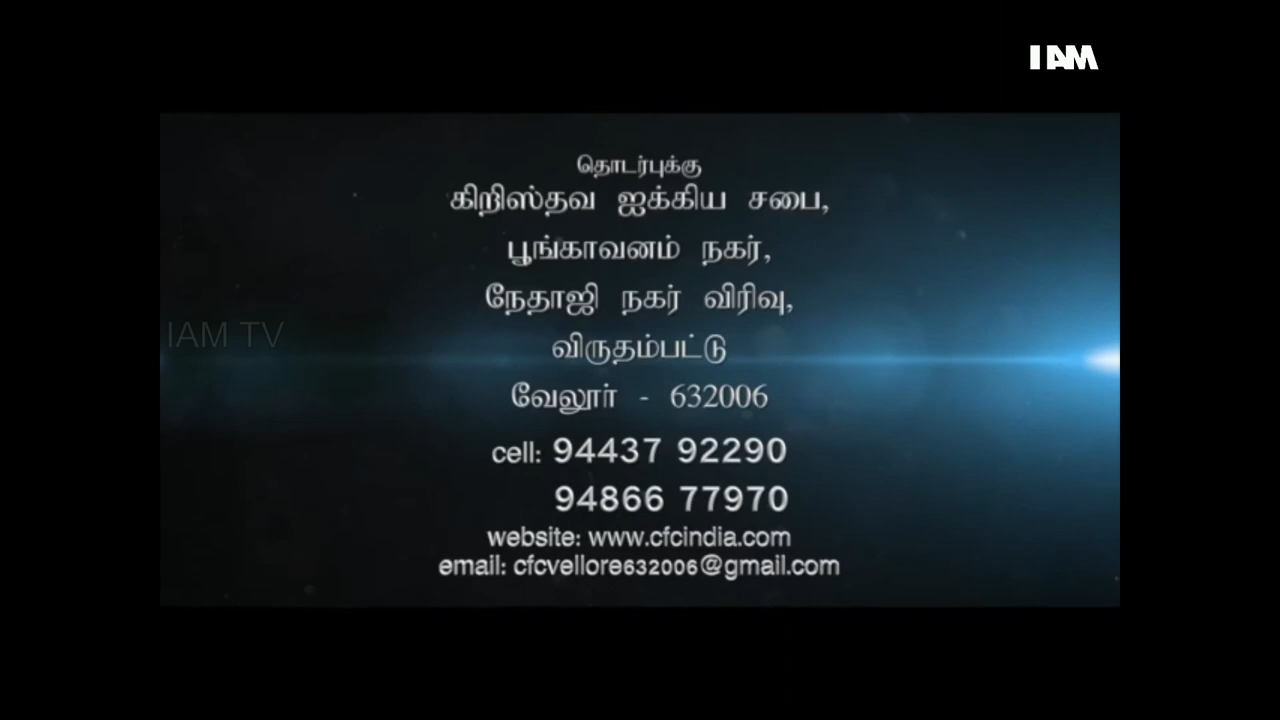 I AM
தொடர்புக்கு
கிறிஸ்தவ ஐக்கிய சபை,
பூங்காவனம் நகர்,
நேதாஜி நகர் விரிவு,
IAM TV
விருதம்பட்டு
வேலூர் - 632006
cell: 94437 92290
94866 77970
website: www.cfcindia.com
email: cfcvellore632006@gmail.com